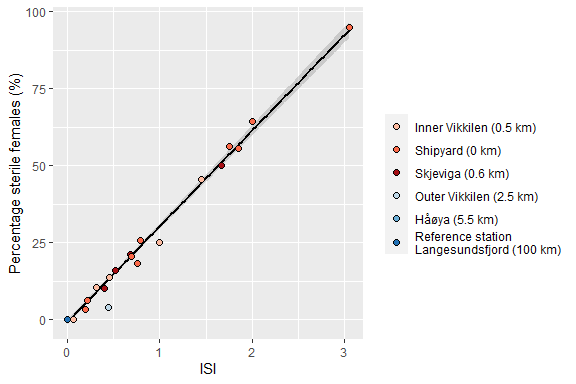 100
75
50
25
0
Percentage sterile females (%)
0 1 2 3
ISI
Inner Vikkilen (0.5 km)
Shipyard (0 km)
Skjeviga (0.6 km)
Outer Vikkilen (2.5 km)
Håøya (5.5 km)
Reference station
Langesundsfjord (100 km)